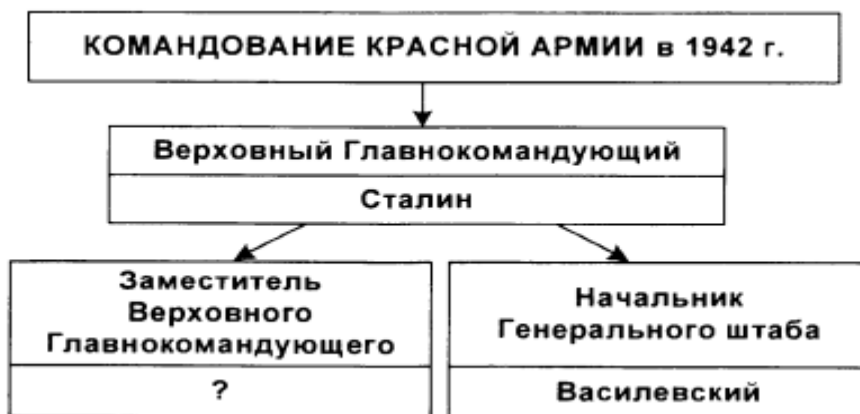 КОМАНДОВАНИЕ КРАСНОЙ АРМИИ в 1942 г.
Верховный Главнокомандующий
Сталин
Заместитель
Верховного
Главнокомандующего
?
Начальник
Генерального штаба
Василевский